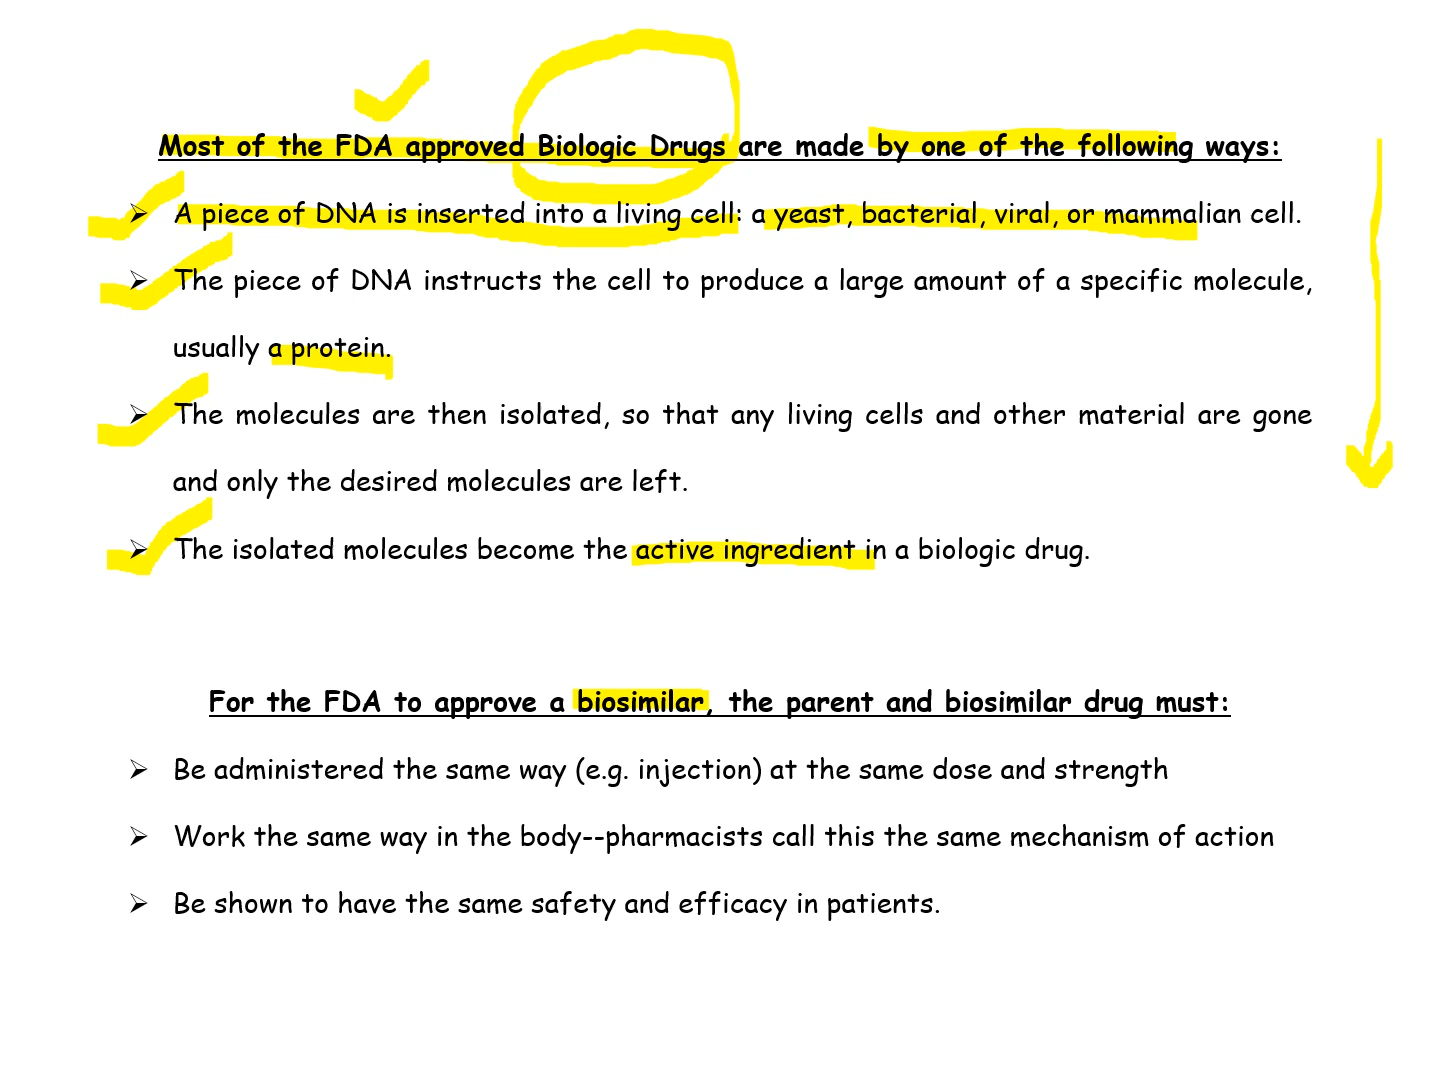 Most of the FDA approved Biologic Drugs are made by one of the following ways:
➢ A piece of DNA is inserted into a living cell: a yeast, bacterial, viral, or mammalian cell.
➢ The piece of DNA instructs the cell to produce a large amount of a specific molecule,
usually a protein.
➢ The molecules are then isolated, so that any living cells and other material are gone
and only the desired molecules are left.
➢ The isolated molecules become the active ingredient in a biologic drug.
For the FDA to approve a biosimilar, the parent and biosimilar drug must:
➢ Be administered the same way (e.g. injection) at the same dose and strength
➢ Work the same way in the body--pharmacists call this the same mechanism of action
➢ Be shown to have the same safety and efficacy in patients.